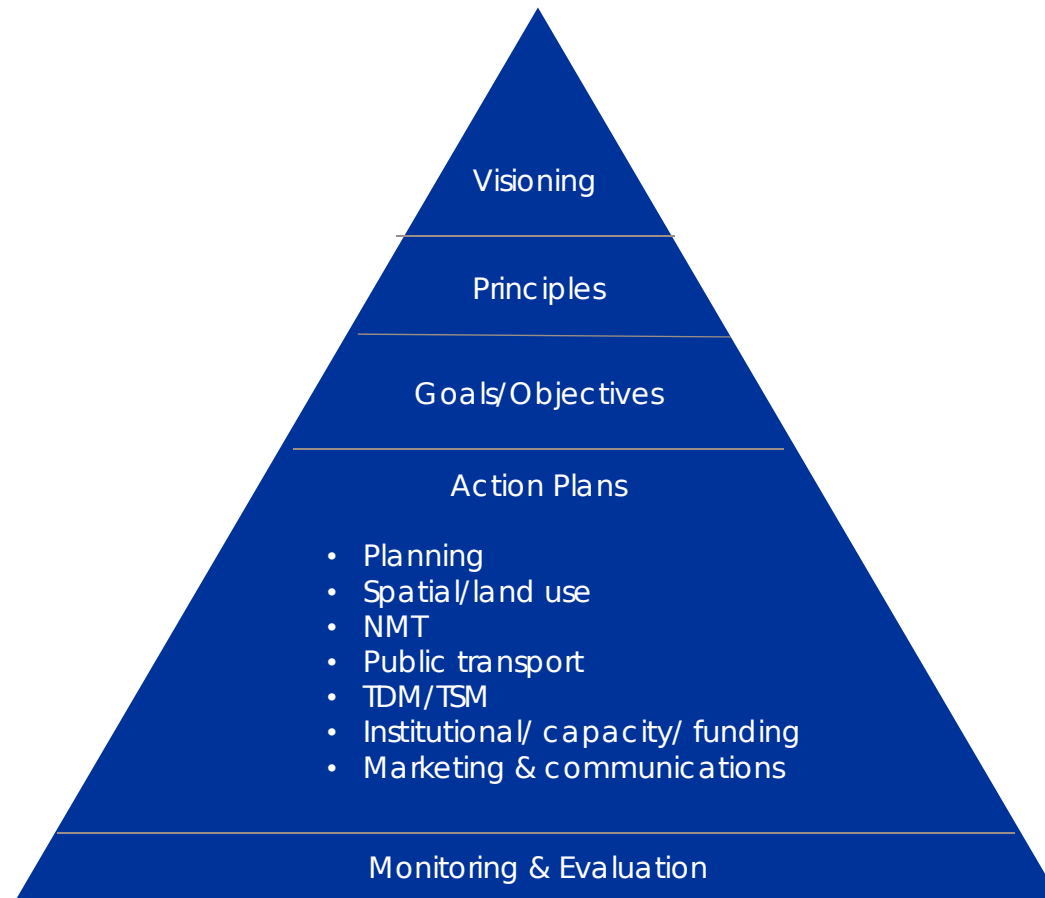 Visioning
Principles
Goals/Objectives
Action Plans
• Planning
• Spatial/land use
• NMT
• Public transport
• TDM/TSM
• Institutional/ capacity/ funding
• Marketing & communications
Monitoring & Evaluation